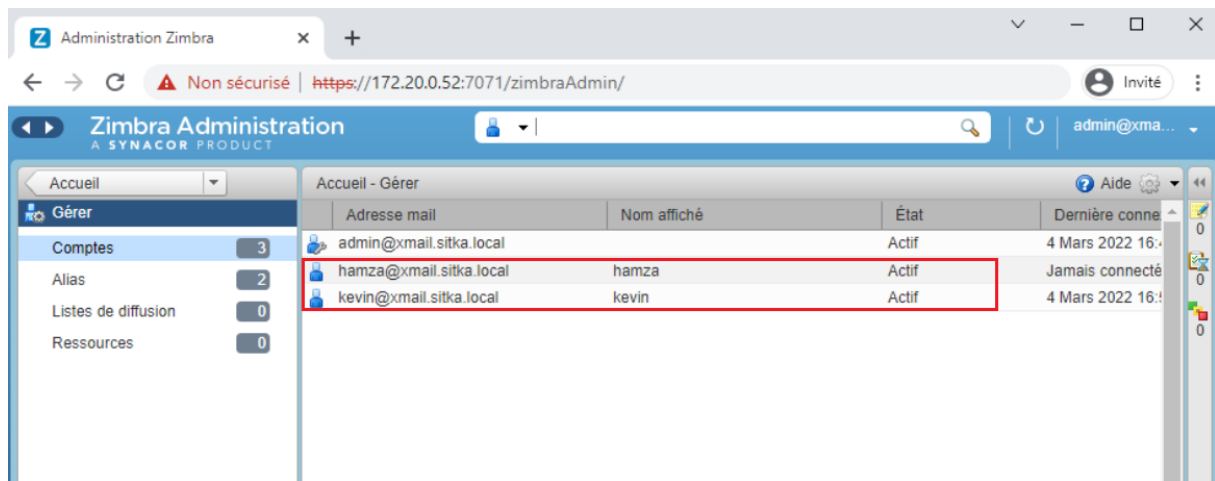 Administration Zimbra
Non sécurisé https://172.20.0.52:7071/zimbraAdmin/ Invité
Zimbra Administration admin@xma...
A SYNACOR PRODUCT
Accueil Accueil - Gérer Aide
Gérer Adresse mail Nom affiché État Dernière conne
Comptes 3 admin@xmail.sitka.local Actif 4 Mars 2022 16:
Alias 2 hamza@xmail.sitka.local hamza Actif Jamais connecté
Listes de diffusion 0 kevin@xmail.sitka.local kevin Actif 4 Mars 2022 16:
Ressources 0
0
0
0